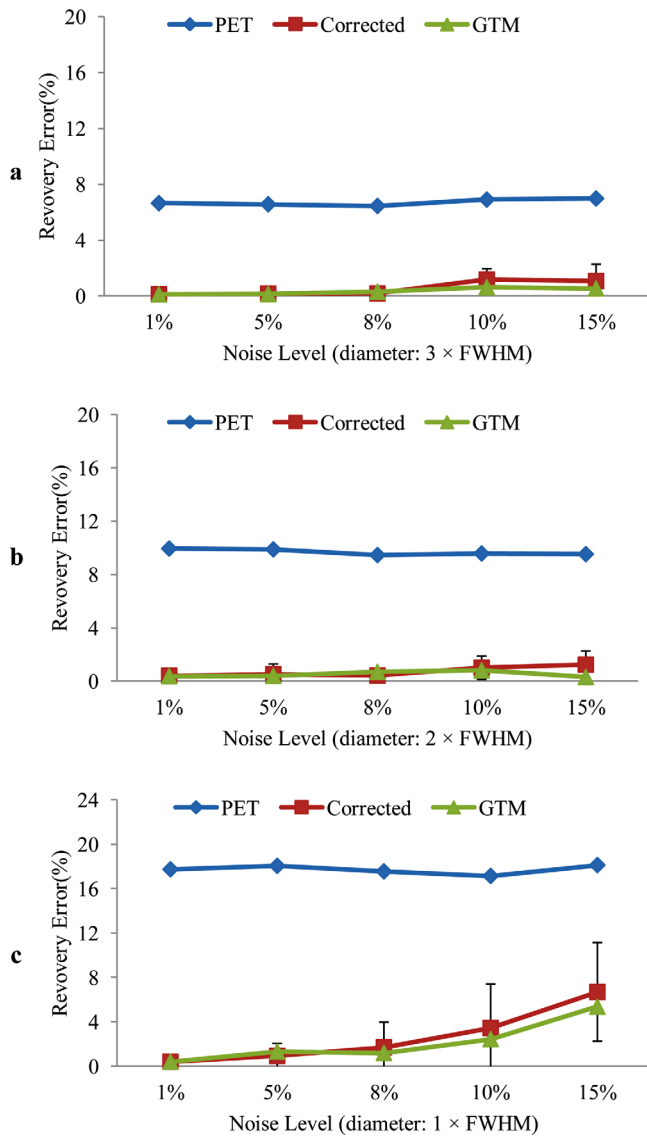 20
PET Corrected GTM
16
12
8
4
0
Revovery Error(%)
a
1% 5% 8% 10% 15%
Noise Level (diameter: 3 × FWHM)
20
PET Corrected GTM
16
12
8
4
0
Revovery Error(%)
b
1% 5% 8% 10% 15%
Noise Level (diameter: 2 × FWHM)
24
PET Corrected GTM
20
16
12
8
4
0
Revovery Error(%)
c
1% 5% 8% 10% 15%
Noise Level (diameter: 1 × FWHM)